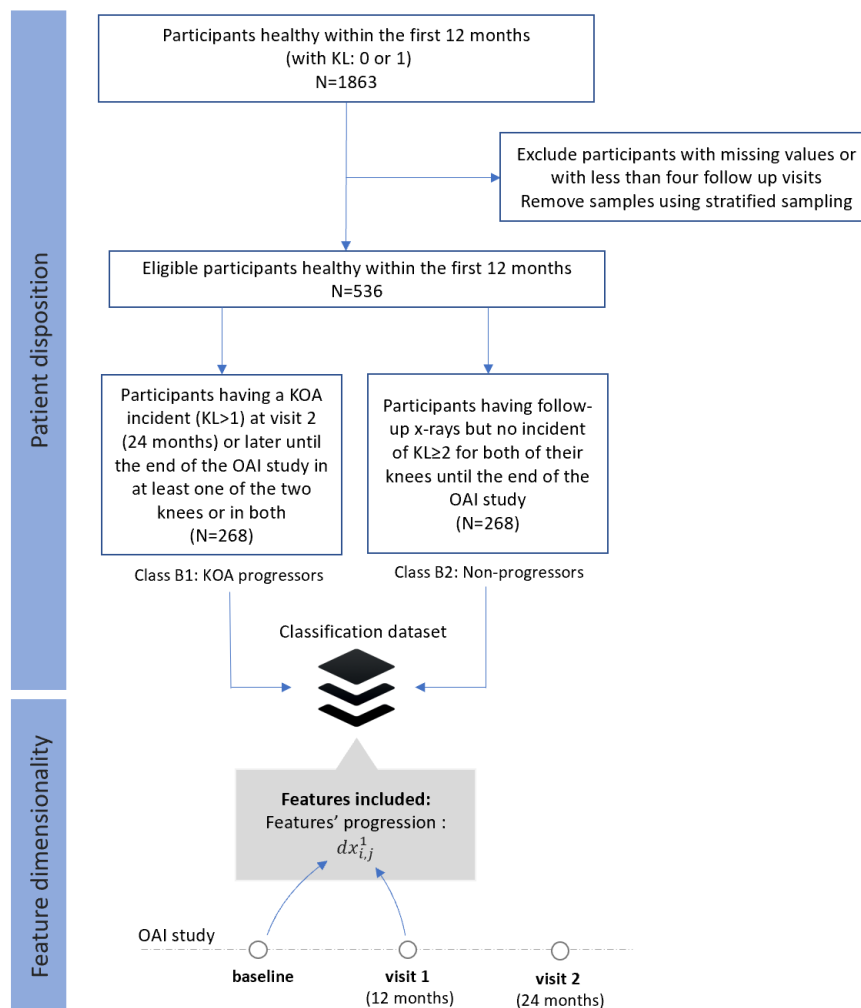 Patient disposition
Participants healthy within the first 12 months
(with KL: 0 or 1)
N=1863
Exclude participants with missing values or
with less than four follow up visits
Remove samples using stratified sampling
Eligible participants healthy within the first 12 months
N=536
Participants having a KOA
incident (KL>1) at visit 2
(24 months) or later until
the end of the OAI study in
at least one of the two
knees or in both
(N=268)
Participants having follow-
up x-rays but no incident
of KL≥2 for both of their
knees until the end of the
OAI study
(N=268)
Class B1: KOA progressors
Class B2: Non-progressors
Classification dataset
Feature dimensionality
Features included:
Features’ progression :
$dx_{i,j}^{1}$
OAI study
baseline
visit 1
(12 months)
visit 2
(24 months)